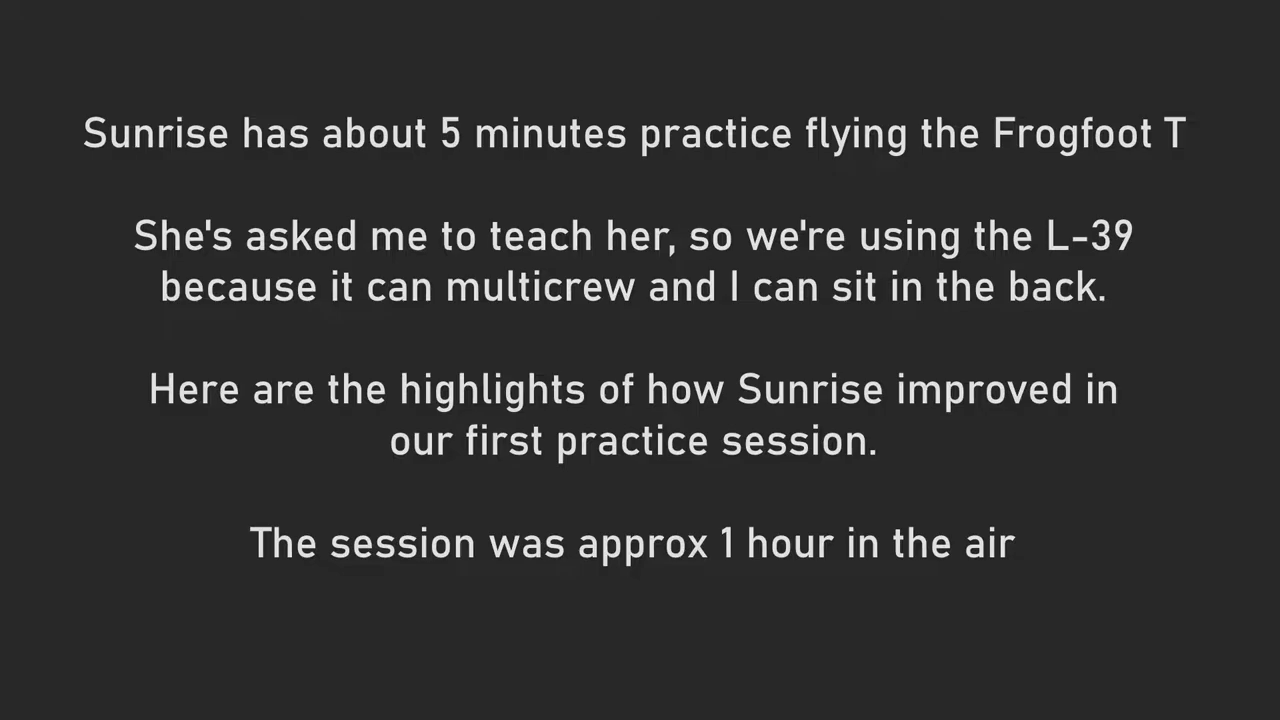 Sunrise has about 5 minutes practice flying the Frogfoot T
She's asked me to teach her, so we're using the L-39
because it can multicrew and I can sit in the back.
Here are the highlights of how Sunrise improved in
our first practice session.
The session was approx 1 hour in the air